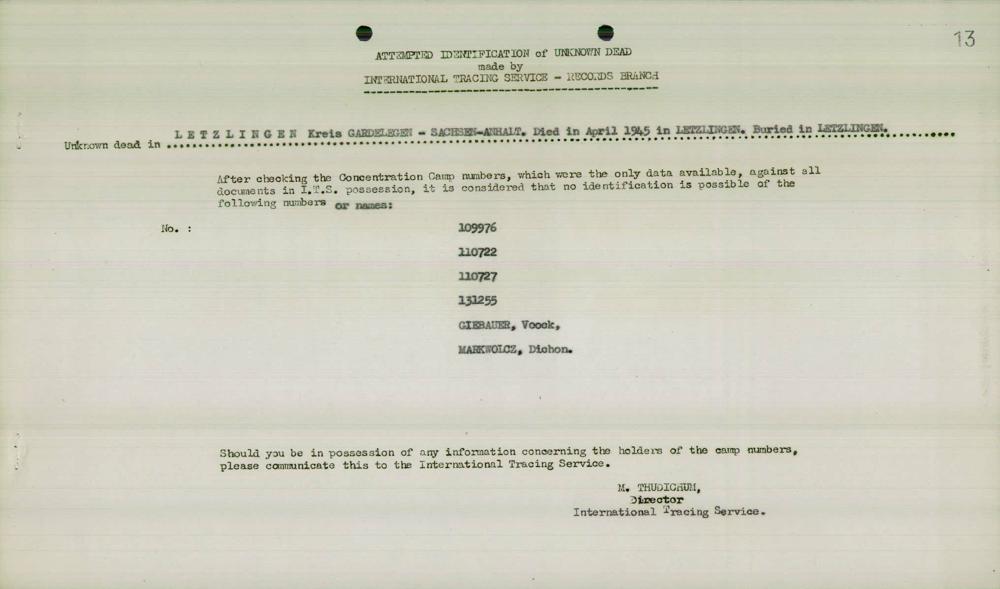 13
ATTEMPTED IDENTIFICATION of UNKNOWN DEAD
made by
INTERNATIONAL TRACING SERVICE - RECORDS BRANCH
Unknown dead in L E T Z L I N G E N Kreis GARDELEGEN - SACHSEN-ANHALT. Died in April 1945 in LETZLINGEN. Buried in LETZLINGEN.
After checking the Concentration Camp numbers, which were the only data available, against all
documents in I.T.S. possession, it is considered that no identification is possible of the
following numbers or names:
No. : 109976
110722
110727
131255
GIEBAUER, Voock,
MARKWOLCZ, Dichon.
Should you be in possession of any information concerning the holders of the camp numbers,
please communicate this to the International Tracing Service.
M. THUDICHUM,
Director
International Tracing Service.